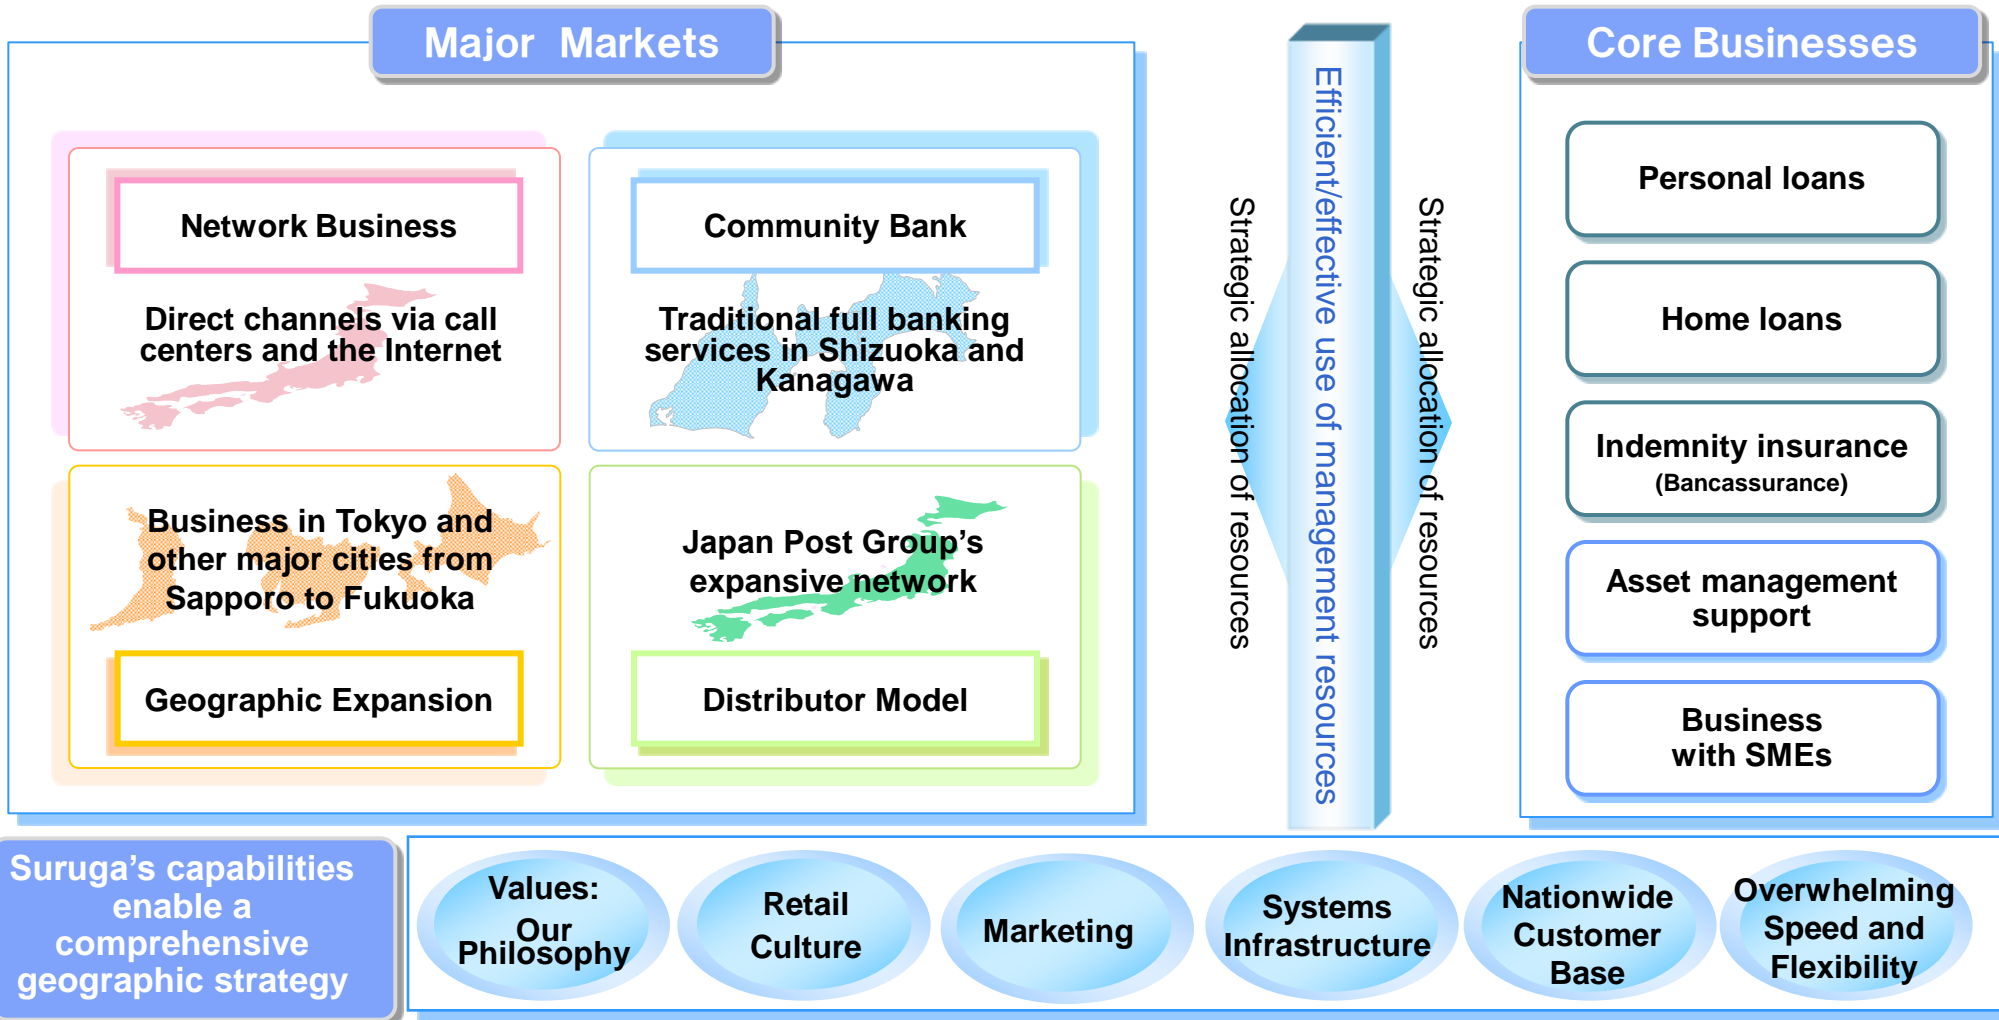 Major Markets
Network Business
Direct channels via call
centers and the Internet
Community Bank
Traditional full banking
services in Shizuoka and
Kanagawa
Business in Tokyo and
other major cities from
Sapporo to Fukuoka
Geographic Expansion
Japan Post Group’s
expansive network
Distributor Model
Strategic allocation of resources
Efficient/effective use of management resources
Strategic allocation of resources
Core Businesses
Personal loans
Home loans
Indemnity insurance
(Bancassurance)
Asset management
support
Business
with SMEs
Suruga’s capabilities
enable a
comprehensive
geographic strategy
Values:
Our
Philosophy
Retail
Culture
Marketing
Systems
Infrastructure
Nationwide
Customer
Base
Overwhelming
Speed and
Flexibility